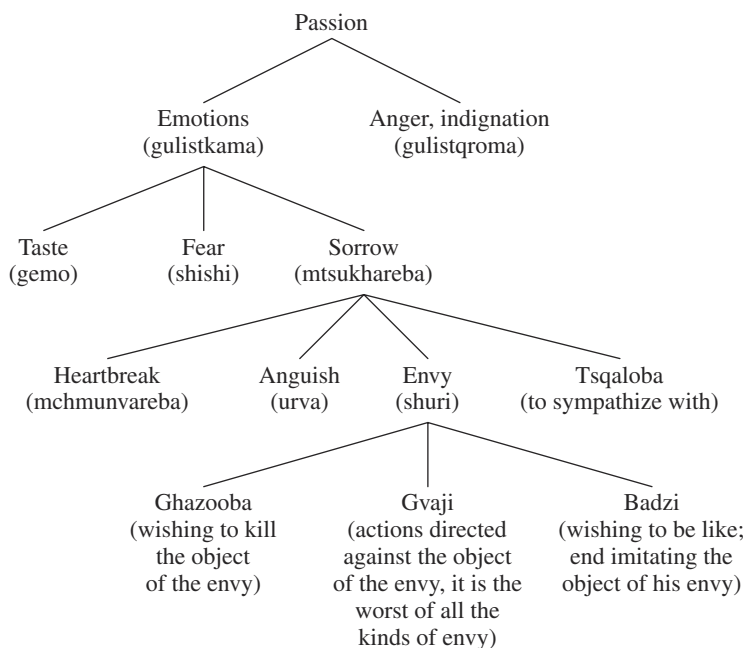 Passion
Emotions
(gulistkama)
Anger, indignation
(gulistqroma)
Taste
(gemo)
Fear
(shishi)
Sorrow
(mtsukhareba)
Heartbreak
(mchmunvareba)
Anguish
(urva)
Envy
(shuri)
Tsqaloba
(to sympathize with)
Ghazooba
(wishing to kill
the object
of the envy)
Gvaji
(actions directed
against the object
of the envy, it is the
worst of all the
kinds of envy)
Badzi
(wishing to be like;
end imitating the
object of his envy)